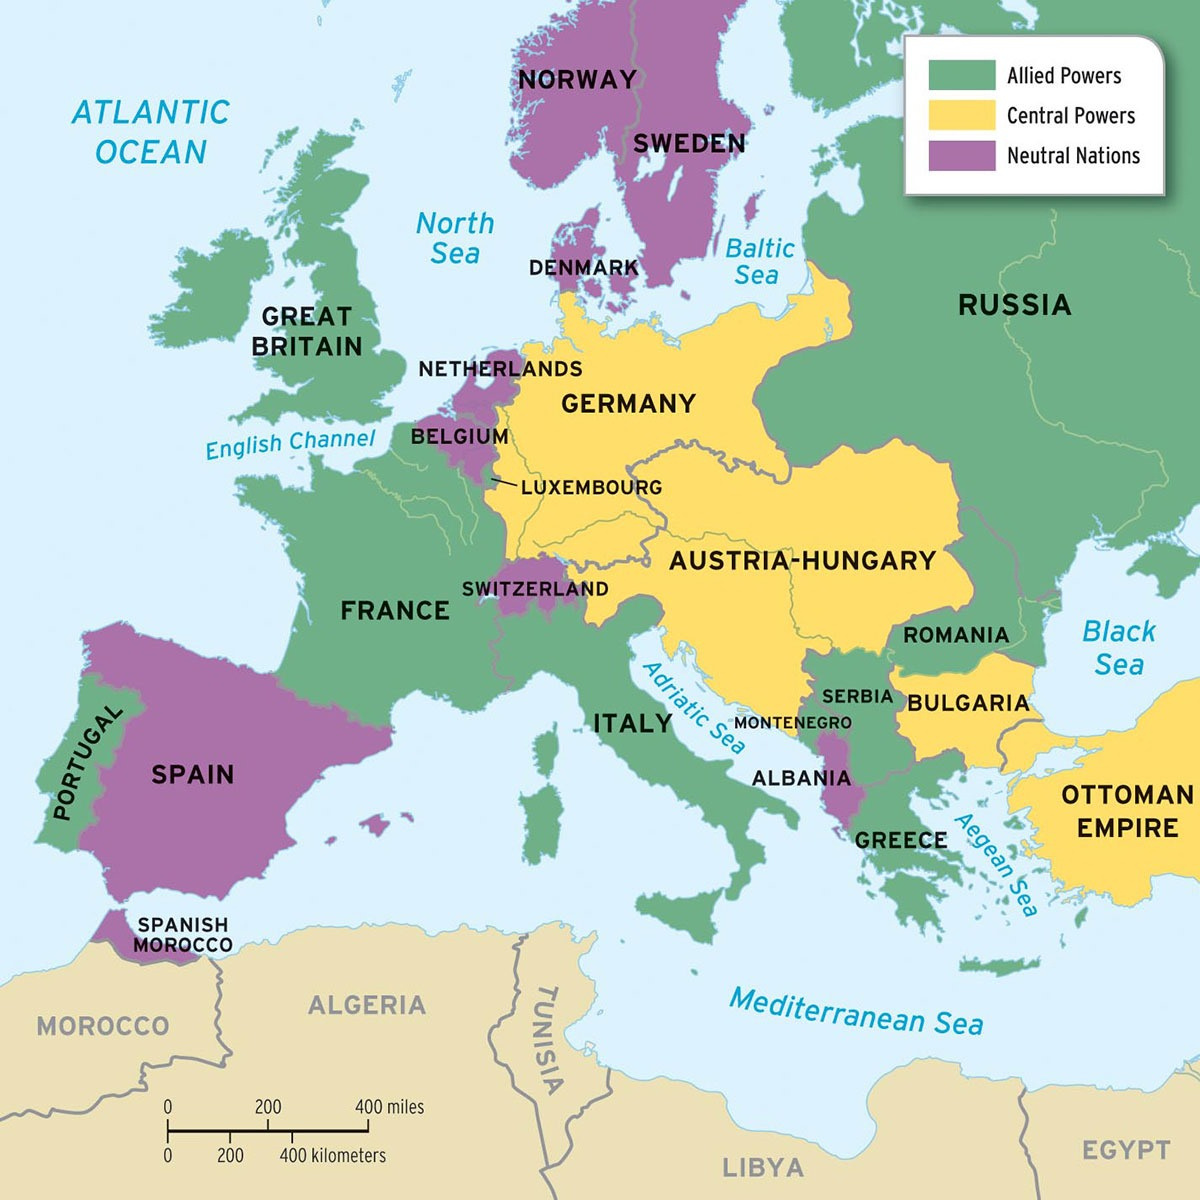 NORWAY
SWEDEN
Allied Powers
Central Powers
Neutral Nations
ATLANTIC
OCEAN
North
Sea
Baltic
Sea
DENMARK
RUSSIA
GREAT
BRITAIN
NETHERLANDS
GERMANY
English Channel
BELGIUM
LUXEMBOURG
AUSTRIA-HUNGARY
SWITZERLAND
FRANCE
ROMANIA
Black
Sea
Adriatic Sea
SERBIA
BULGARIA
MONTENEGRO
ITALY
PORTUGAL
SPAIN
ALBANIA
OTTOMAN
EMPIRE
GREECE
Aegean Sea
SPANISH
MOROCCO
MOROCCO
ALGERIA
TUNISIA
Mediterranean Sea
0 200 400 miles
0 200 400 kilometers
LIBYA
EGYPT